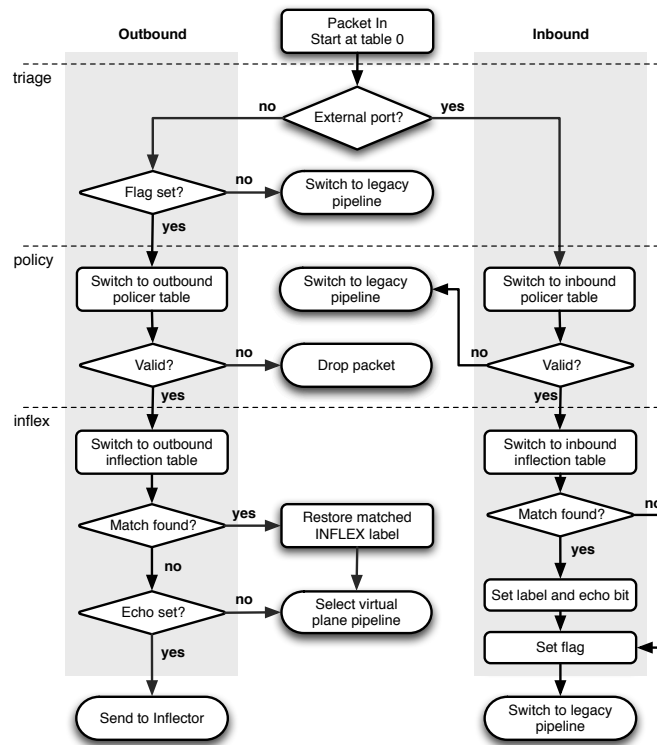 Outbound
Packet In
Start at table 0
Inbound
triage
no
External port?
yes
Flag set?
no
Switch to legacy
pipeline
yes
policy
Switch to outbound
policer table
Switch to legacy
pipeline
Switch to inbound
policer table
Valid?
no
Drop packet
no
Valid?
yes
yes
inflex
Switch to outbound
inflection table
Switch to inbound
inflection table
Match found?
yes
Restore matched
INFLEX label
Match found?
no
no
yes
Echo set?
no
Select virtual
plane pipeline
Set label and echo bit
yes
Set flag
Send to Inflector
Switch to legacy
pipeline